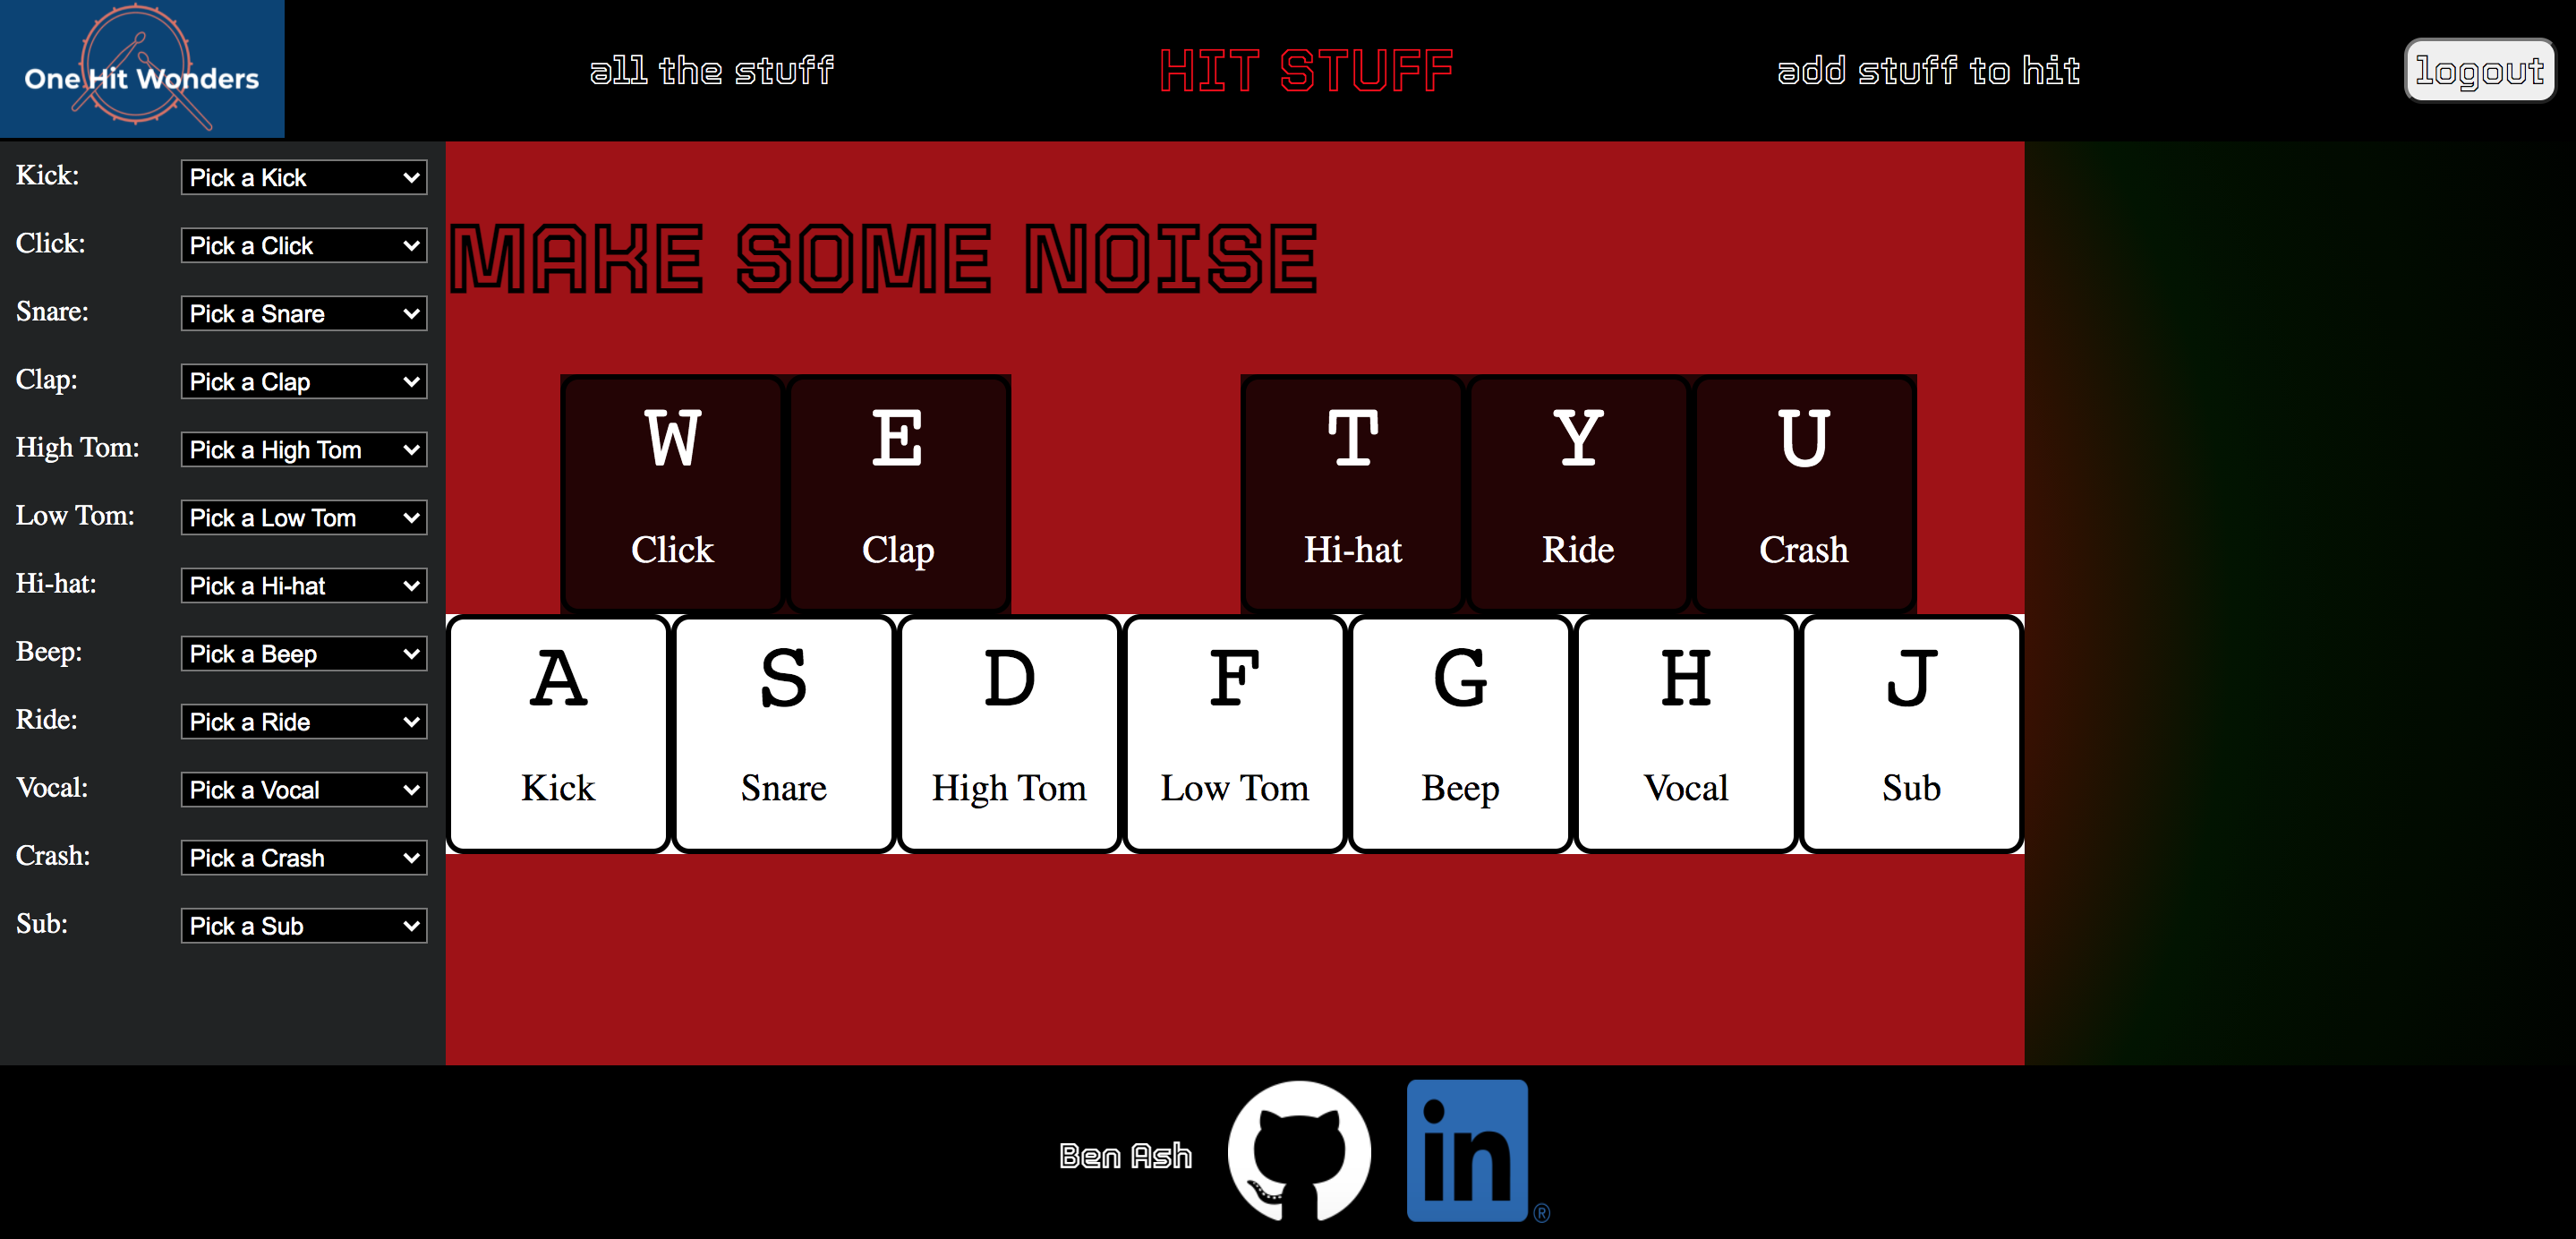 One Hit Wonders
all the stuff
HIT STUFF
add stuff to hit
logout
Kick: Pick a Kick
Click: Pick a Click
Snare: Pick a Snare
Clap: Pick a Clap
High Tom: Pick a High Tom
Low Tom: Pick a Low Tom
Hi-hat: Pick a Hi-hat
Beep: Pick a Beep
Ride: Pick a Ride
Vocal: Pick a Vocal
Crash: Pick a Crash
Sub: Pick a Sub
MAKE SOME NOISE
W E T Y U
Click Clap Hi-hat Ride Crash
A S D F G H J
Kick Snare High Tom Low Tom Beep Vocal Sub
Ben Ash
in ®